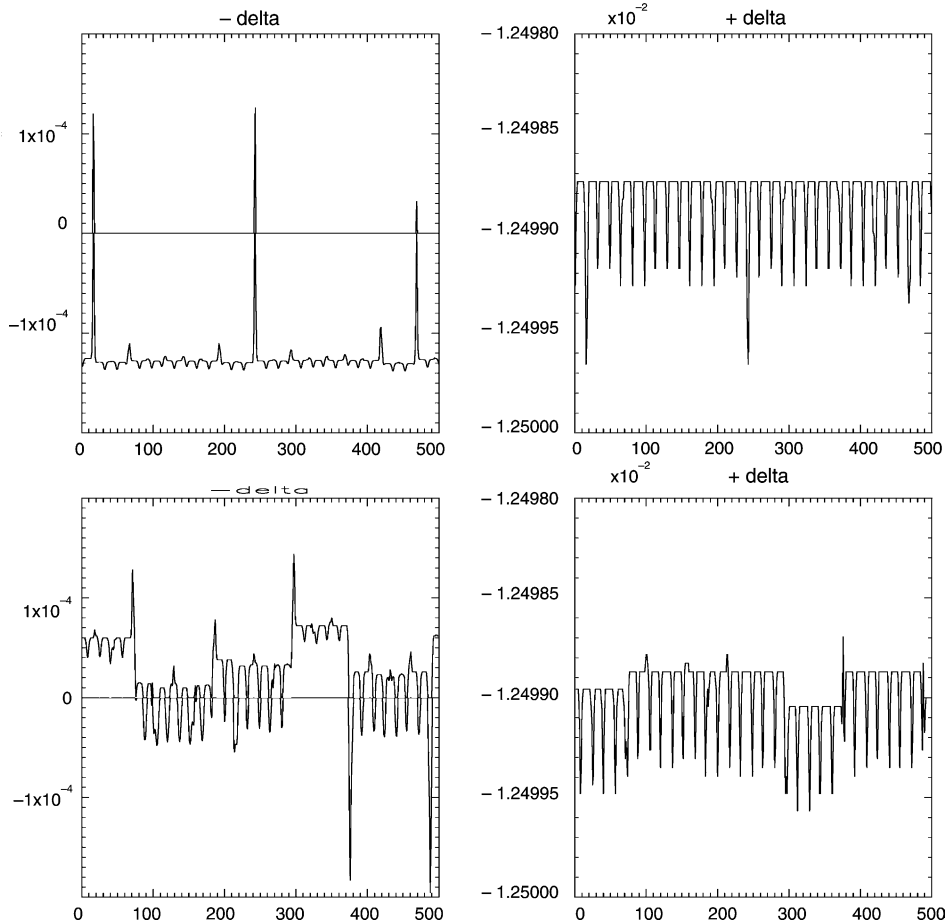 – delta
1x10⁻⁴
0
–1x10⁻⁴
0 100 200 300 400 500
x10⁻² + delta
– 1.24980
– 1.24985
– 1.24990
– 1.24995
– 1.25000
0 100 200 300 400 500
– delta
1x10⁻⁴
0
–1x10⁻⁴
0 100 200 300 400 500
x10⁻² + delta
– 1.24980
– 1.24985
– 1.24990
– 1.24995
– 1.25000
0 100 200 300 400 500